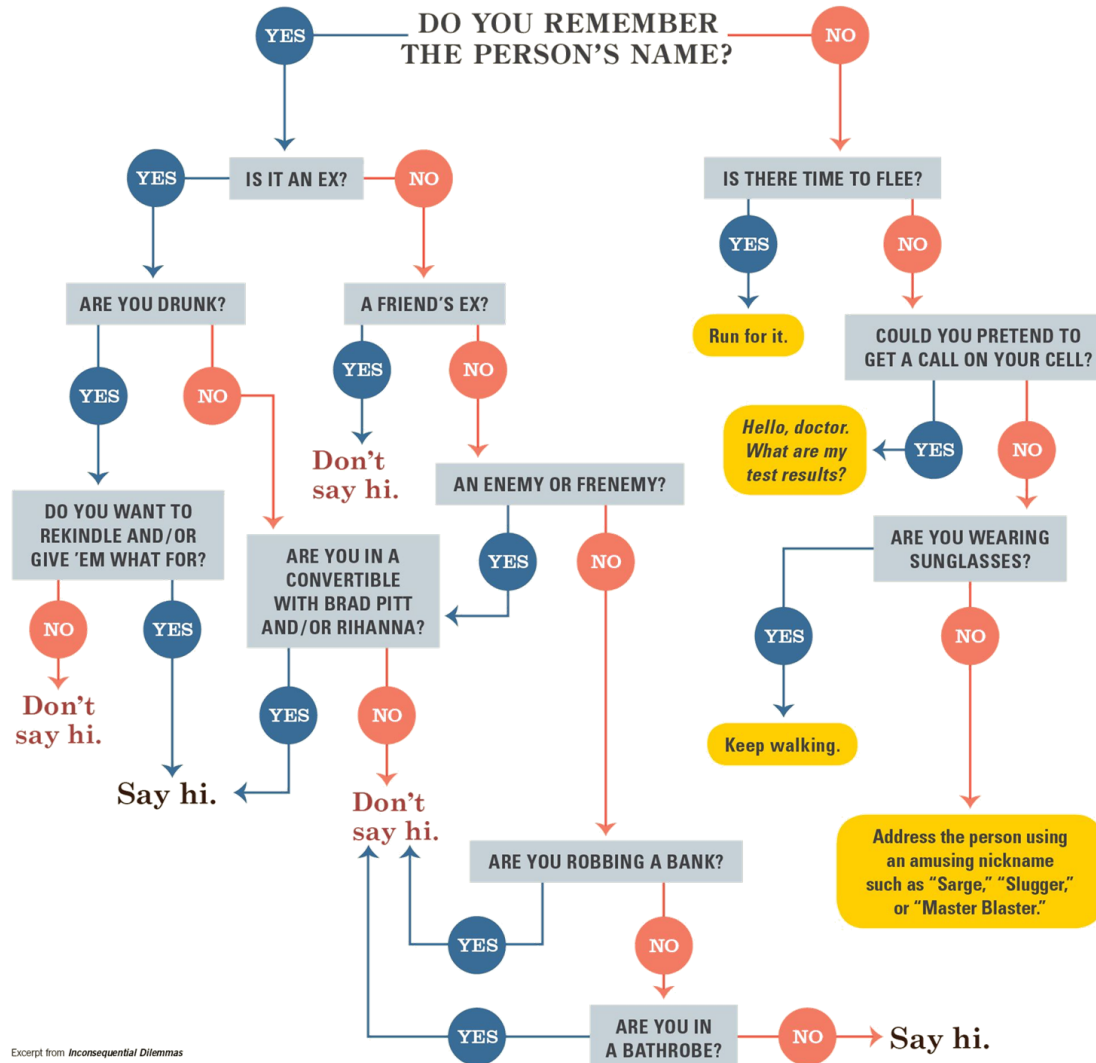 DO YOU REMEMBER
THE PERSON'S NAME?
YES
NO
IS IT AN EX?
YES
NO
ARE YOU DRUNK?
YES
NO
DO YOU WANT TO
REKINDLE AND/OR
GIVE 'EM WHAT FOR?
NO
YES
Don't
say hi.
Say hi.
A FRIEND'S EX?
YES
NO
Don't
say hi.
AN ENEMY OR FRENEMY?
YES
NO
ARE YOU IN A
CONVERTIBLE
WITH BRAD PITT
AND/OR RIHANNA?
YES
NO
Don't
say hi.
ARE YOU ROBBING A BANK?
YES
NO
ARE YOU IN
A BATHROBE?
YES
NO
Say hi.
IS THERE TIME TO FLEE?
YES
NO
Run for it.
COULD YOU PRETEND TO
GET A CALL ON YOUR CELL?
YES
NO
Hello, doctor.
What are my
test results?
ARE YOU WEARING
SUNGLASSES?
YES
NO
Keep walking.
Address the person using
an amusing nickname
such as “Sarge,” “Slugger,”
or “Master Blaster.”
Excerpt from Inconsequential Dilemmas